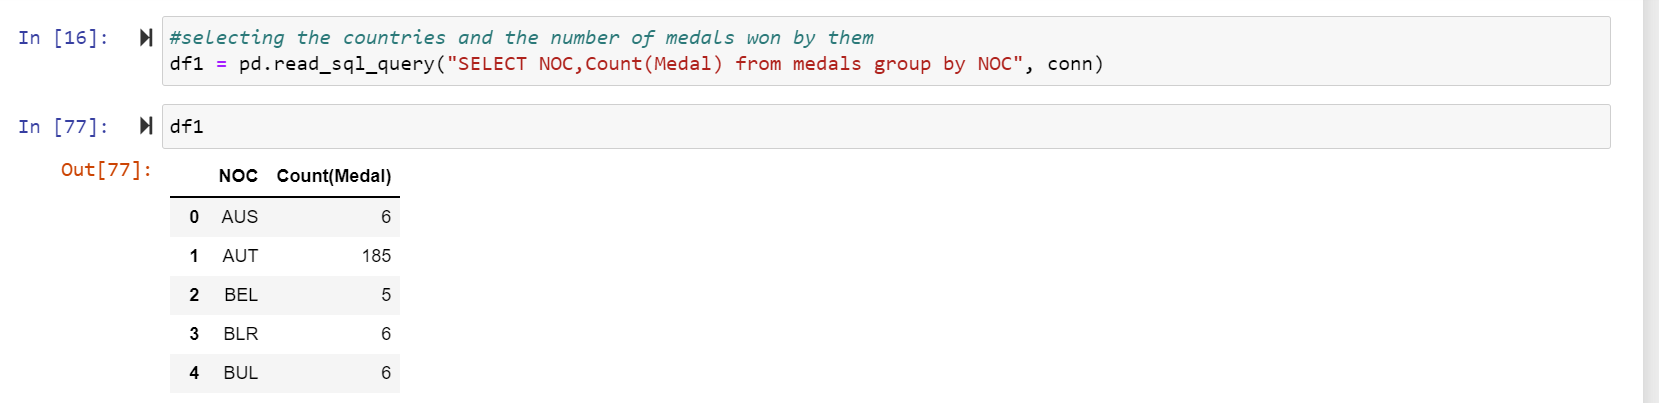 In [16]: #selecting the countries and the number of medals won by them
df1 = pd.read_sql_query("SELECT NOC,Count(Medal) from medals group by NOC", conn)
In [77]: df1
Out[77]:
NOC Count(Medal)
0 AUS 6
1 AUT 185
2 BEL 5
3 BLR 6
4 BUL 6